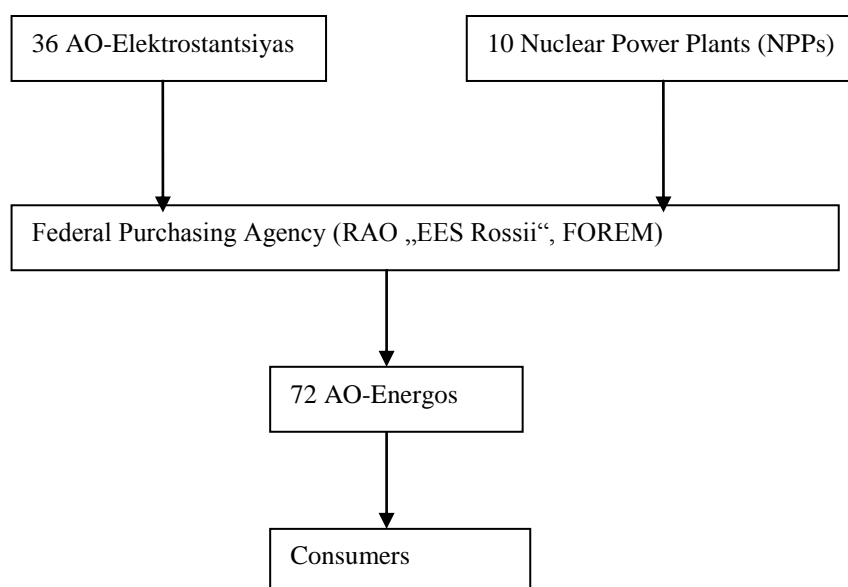 36 AO-Elektrostantsiyas
10 Nuclear Power Plants (NPPs)
Federal Purchasing Agency (RAO „EES Rossii“, FOREM)
72 AO-Energos
Consumers